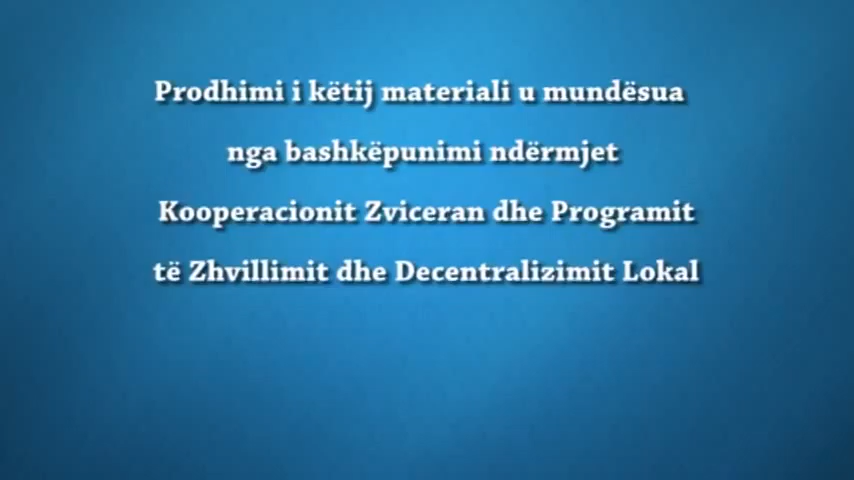 Prodhimi i këtij materiali u mundësua
nga bashkëpunimi ndërmjet
Kooperacionit Zviceran dhe Programit
të Zhvillimit dhe Decentralizimit Lokal